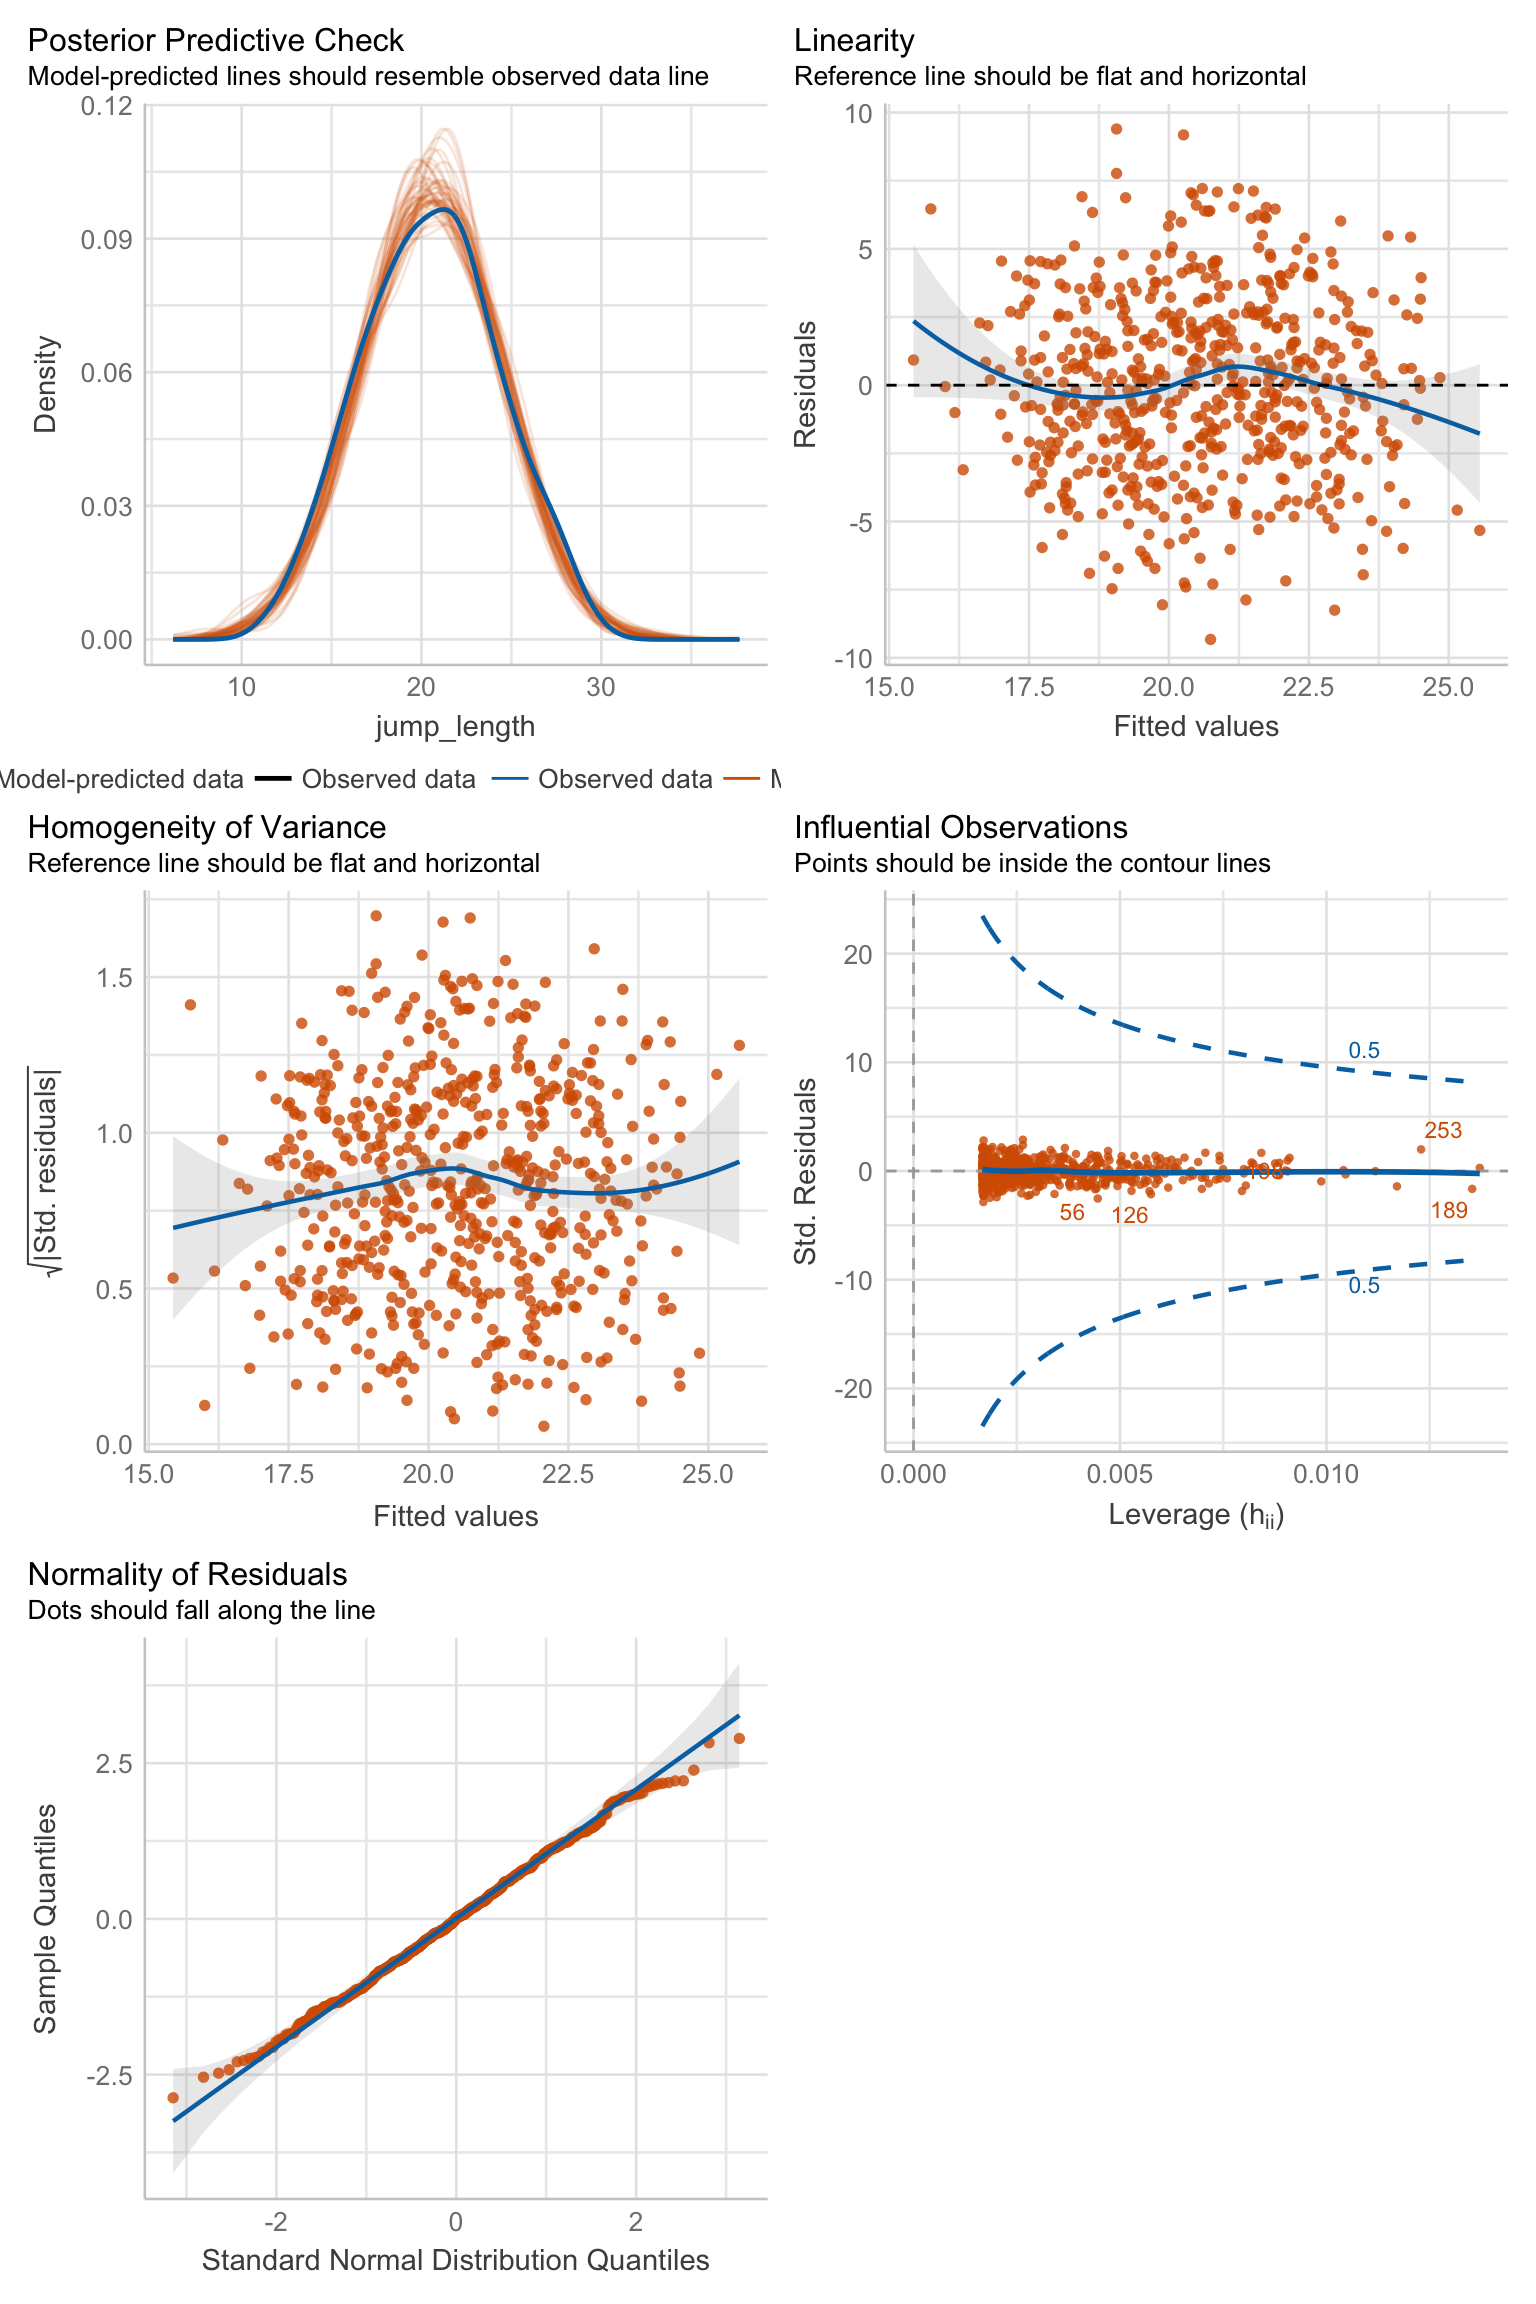 Posterior Predictive Check
Model-predicted lines should resemble observed data line
0.12
0.09
0.06
0.03
0.00
Density
10 20 30
jump_length
Model-predicted data Observed data Observed data
Linearity
Reference line should be flat and horizontal
10
5
0
-5
-10
Residuals
15.0 17.5 20.0 22.5 25.0
Fitted values
Homogeneity of Variance
Reference line should be flat and horizontal
1.5
1.0
0.5
0.0
√|Std. residuals|
15.0 17.5 20.0 22.5 25.0
Fitted values
Influential Observations
Points should be inside the contour lines
20
10
0
-10
-20
Std. Residuals
0.5
253
198
56 126
189
0.5
0.000 0.005 0.010
Leverage (hii)
Normality of Residuals
Dots should fall along the line
2.5
0.0
-2.5
Sample Quantiles
-2 0 2
Standard Normal Distribution Quantiles